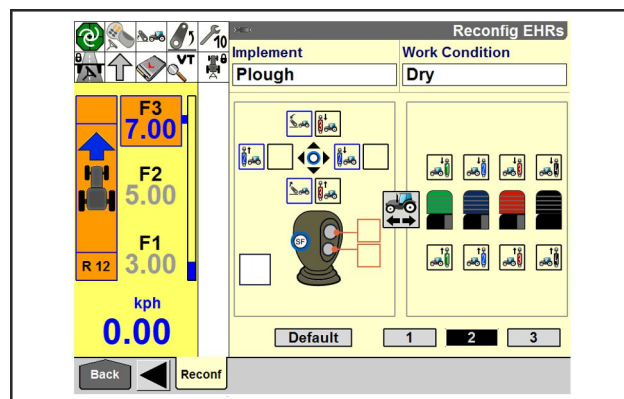 Reconfig EHRs
10
VT
Implement
Work Condition
Plough
Dry
F3
7.00
F2
5.00
F1
3.00
R 12
kph
0.00
SF
Default
1
2
3
Back
Reconf